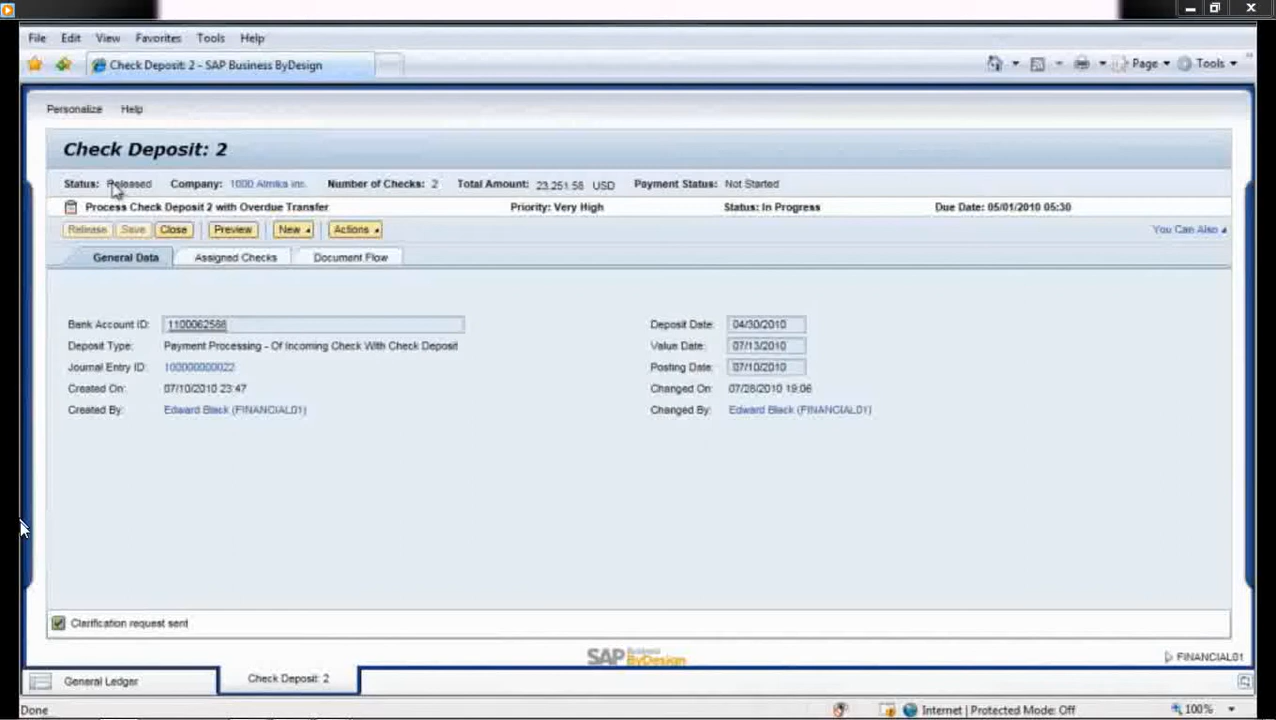 File Edit View Favorites Tools Help
Check Deposit: 2 - SAP Business ByDesign Page Tools
Personalize Help
Check Deposit: 2
Status: Released Company: 1000 Almika Inc. Number of Checks: 2 Total Amount: 23,251.58 USD Payment Status: Not Started
Process Check Deposit 2 with Overdue Transfer Priority: Very High Status: In Progress Due Date: 05/01/2010 05:30
Release Save Close Preview New Actions You Can Also
General Data Assigned Checks Document Flow
Bank Account ID: 1100062568 Deposit Date: 04/30/2010
Deposit Type: Payment Processing - Of Incoming Check With Check Deposit Value Date: 07/13/2010
Journal Entry ID: 100000000022 Posting Date: 07/10/2010
Created On: 07/10/2010 23:47 Changed On: 07/28/2010 19:06
Created By: Edward Black (FINANCIAL01) Changed By: Edward Black (FINANCIAL01)
Clarification request sent
SAP Business ByDesign FINANCIAL01
General Ledger Check Deposit: 2
Done Internet | Protected Mode: Off 100%